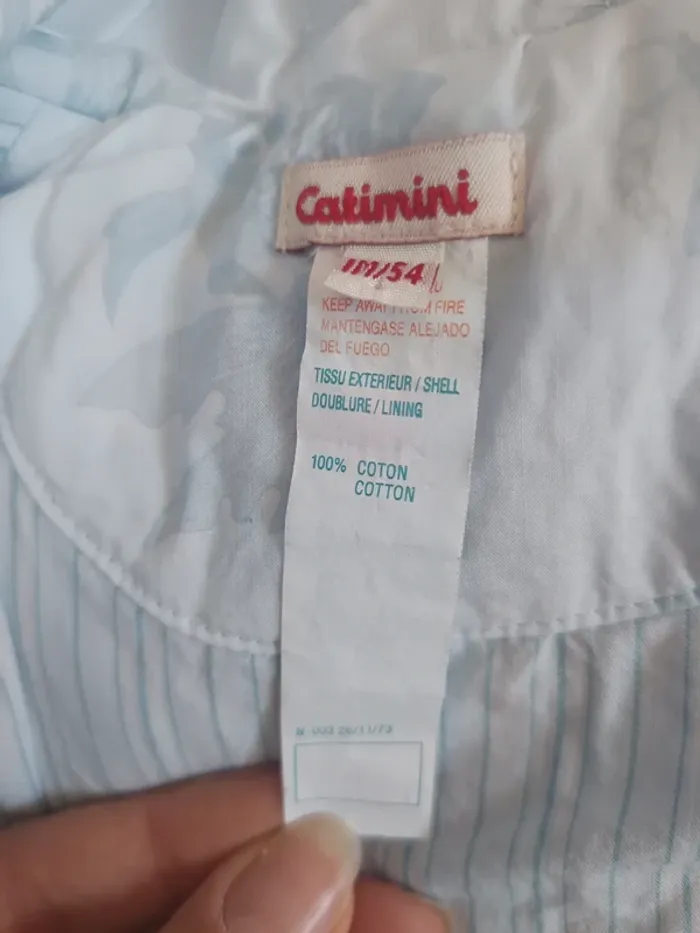 Catimini
1M/54
KEEP AWAY FROM FIRE
MANTENGASE ALEJADO
DEL FUEGO
TISSU EXTERIEUR / SHELL
DOUBLURE / LINING
100% COTON
COTTON